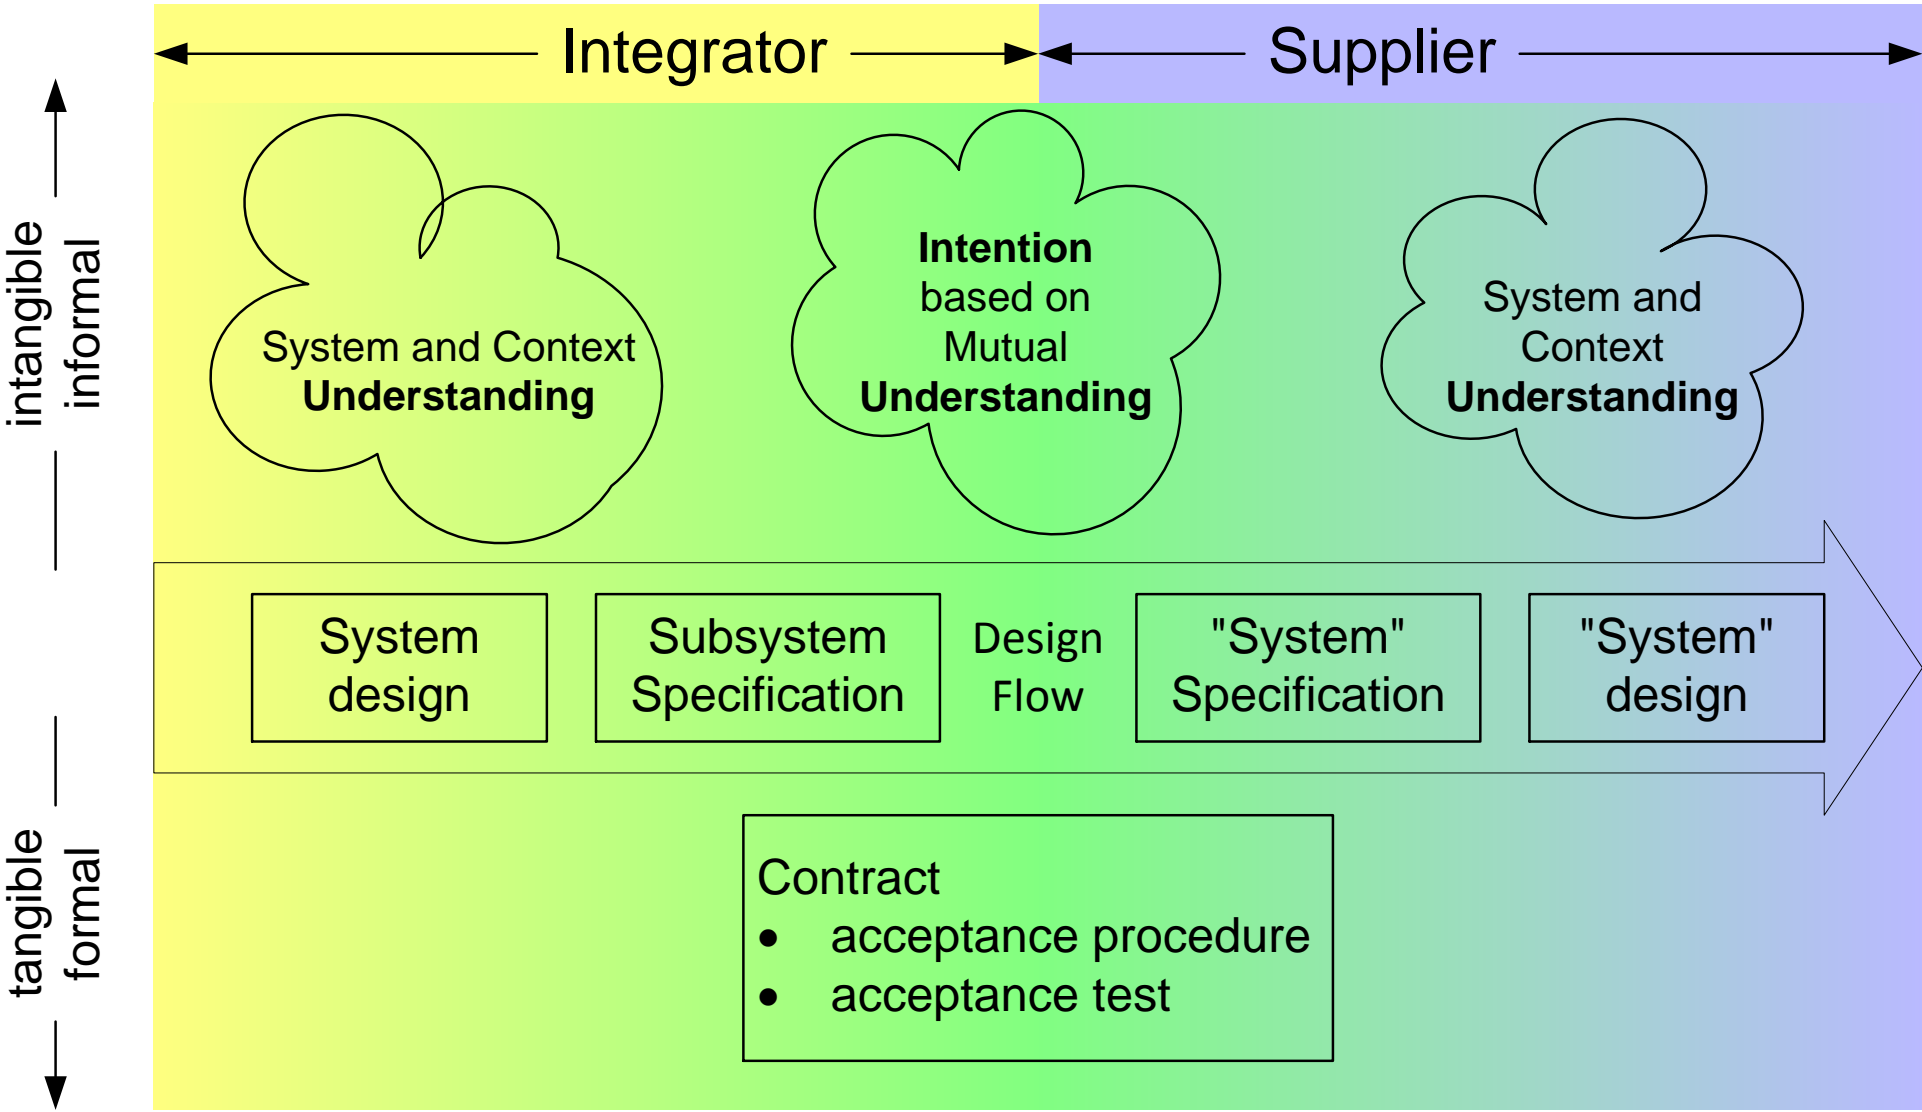 Integrator
Supplier
intangible
informal
System and Context
Understanding
Intention
based on
Mutual
Understanding
System and
Context
Understanding
System
design
Subsystem
Specification
Design
Flow
"System"
Specification
"System"
design
tangible
formal
Contract
• acceptance procedure
• acceptance test